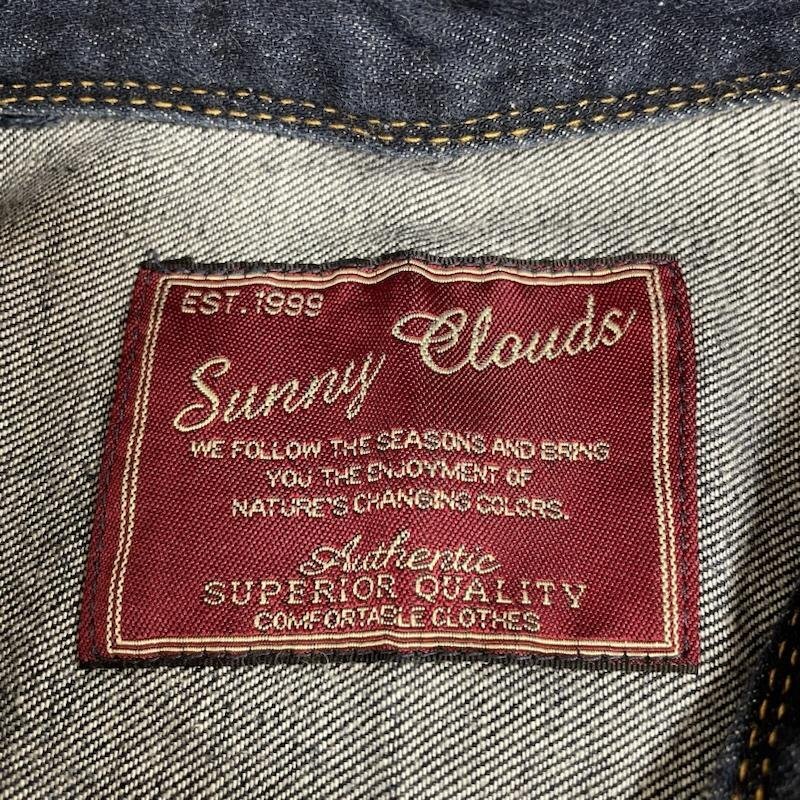 EST.1999
Sunny Clouds
WE FOLLOW THE SEASONS AND BRING
YOU THE ENJOYMENT OF
NATURE'S CHANGING COLORS.
Authentic
SUPERIOR QUALITY
COMFORTABLE CLOTHES